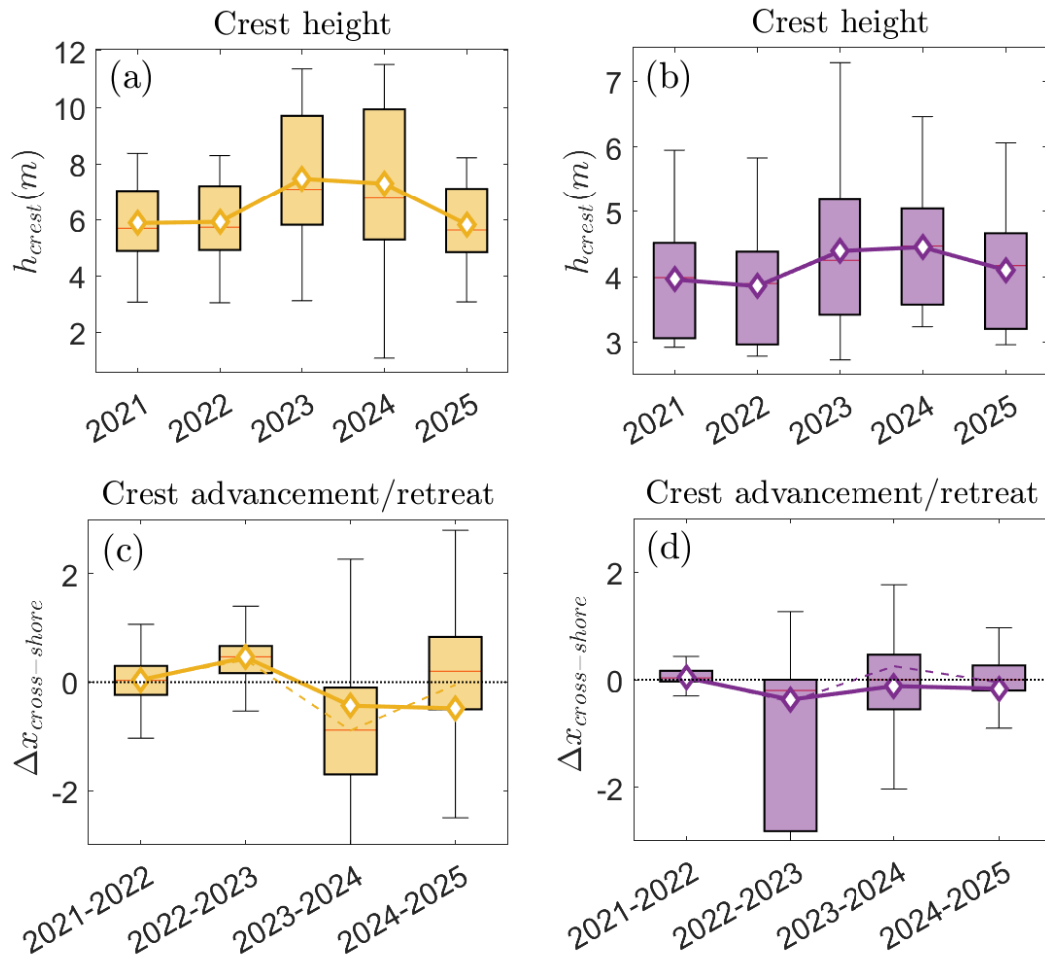 Crest height
(a)
h_crest(m)
12
10
8
6
4
2
2021
2022
2023
2024
2025
Crest height
(b)
h_crest(m)
7
6
5
4
3
2021
2022
2023
2024
2025
Crest advancement/retreat
(c)
Δx_cross−shore
2
0
-2
2021-2022
2022-2023
2023-2024
2024-2025
Crest advancement/retreat
(d)
Δx_cross−shore
2
0
-2
2021-2022
2022-2023
2023-2024
2024-2025